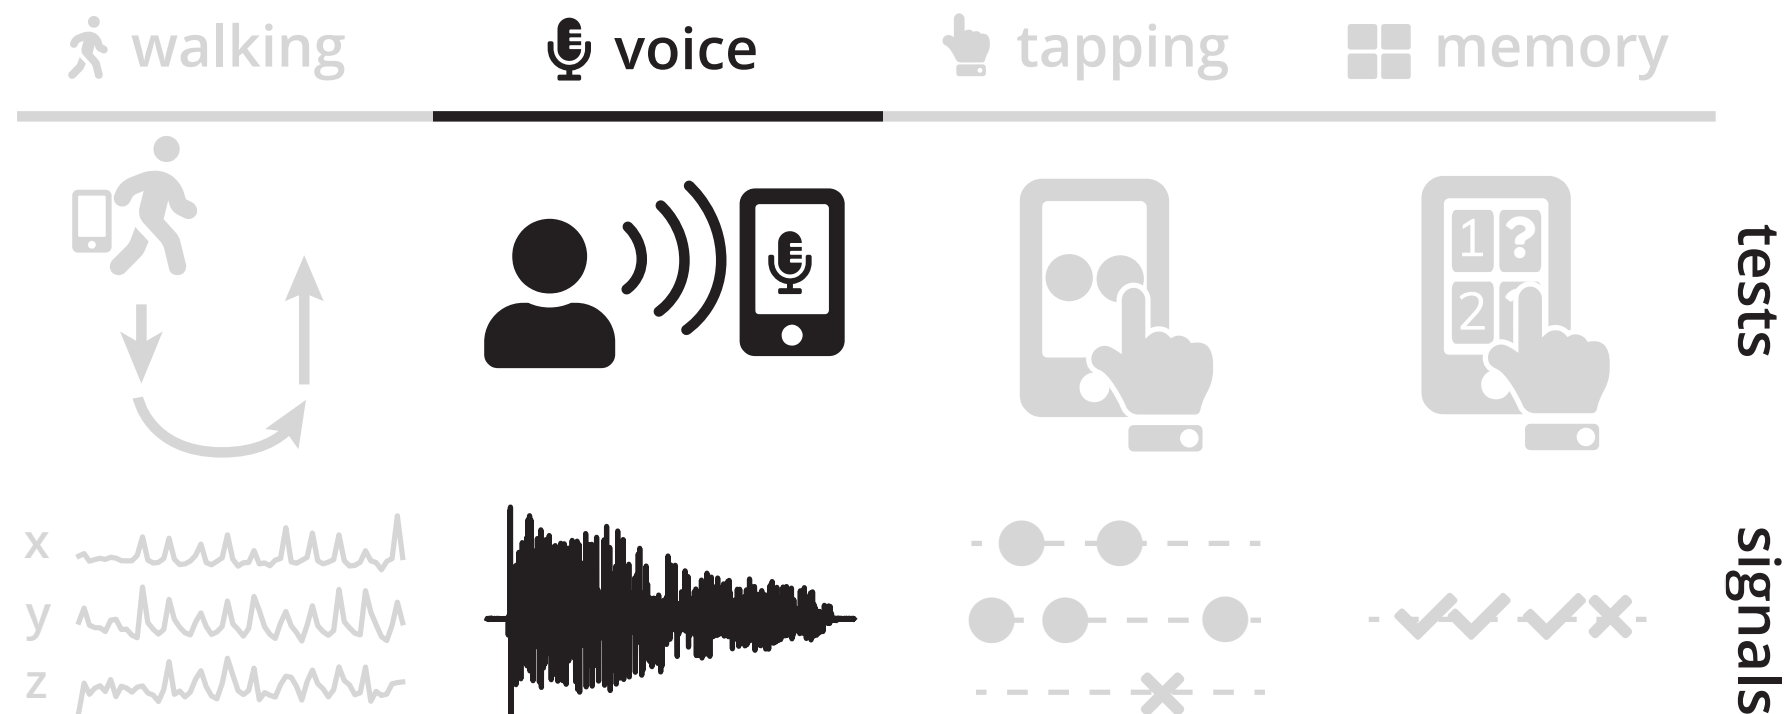 walking voice tapping memory
1 ?
2
tests
x
y
z
signals